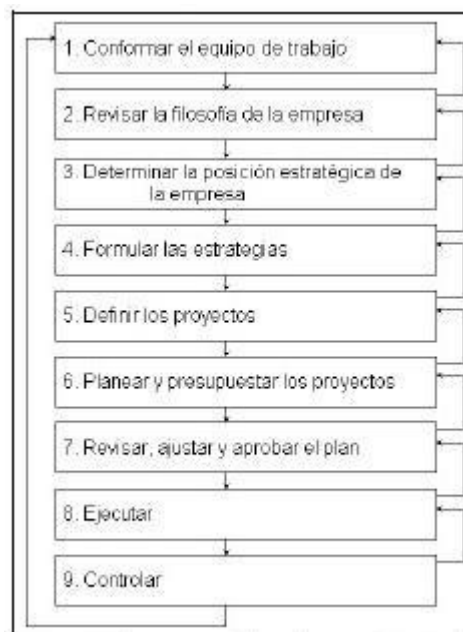 1. Conformar el equipo de trabajo
2. Revisar la filosofía de la empresa
3. Determinar la posición estratégica de
la empresa
4. Formular las estrategias
5. Definir los proyectos
6. Planear y presupuestar los proyectos
7. Revisar, ajustar y aprobar el plan
8. Ejecutar
9. Controlar